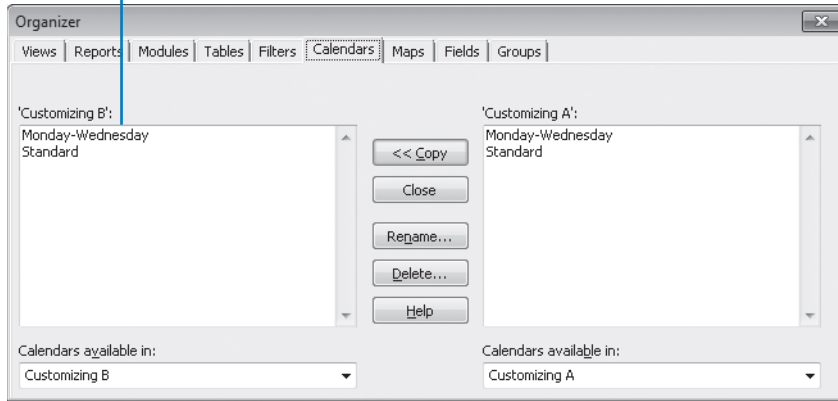 Organizer
Views Reports Modules Tables Filters Calendars Maps Fields Groups
'Customizing B':
Monday-Wednesday
Standard
<< Copy
Close
Rename...
Delete...
Help
'Customizing A':
Monday-Wednesday
Standard
Calendars available in:
Customizing B
Calendars available in:
Customizing A